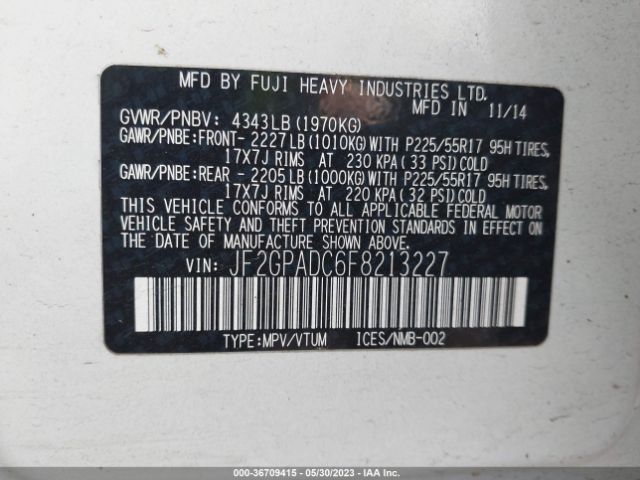 MFD BY FUJI HEAVY INDUSTRIES LTD.
MFD IN 11/14
GVWR/PNBV: 4343LB (1970KG)
GAWR/PNBE:FRONT- 2227LB (1010KG) WITH P225/55R17 95H TIRES,
17X7J RIMS AT 230 KPA (33 PSI) COLD
GAWR/PNBE:REAR - 2205LB (1000KG) WITH P225/55R17 95H TIRES,
17X7J RIMS AT 220 KPA (32 PSI) COLD
THIS VEHICLE CONFORMS TO ALL APPLICABLE FEDERAL MOTOR
VEHICLE SAFETY AND THEFT PREVENTION STANDARDS IN EFFECT ON
THE DATE OF MANUFACTURE SHOWN ABOVE.
VIN: JF2GPADC6F8213227
TYPE:MPV/VTUM ICES/NMB-002
000-36709415 - 05/30/2023 - IAA Inc.